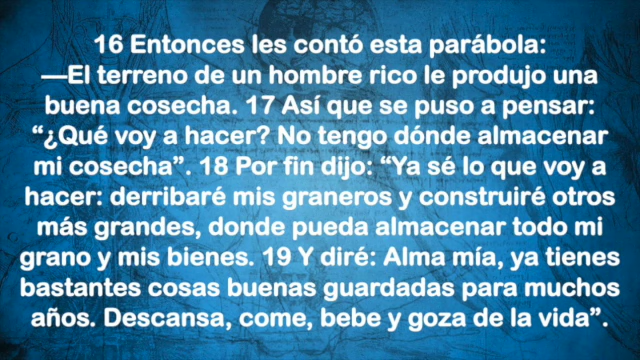 16 Entonces les contó esta parábola:
—El terreno de un hombre rico le produjo una
buena cosecha. 17 Así que se puso a pensar:
“¿Qué voy a hacer? No tengo dónde almacenar
mi cosecha”. 18 Por fin dijo: “Ya sé lo que voy a
hacer: derribaré mis graneros y construiré otros
más grandes, donde pueda almacenar todo mi
grano y mis bienes. 19 Y diré: Alma mía, ya tienes
bastantes cosas buenas guardadas para muchos
años. Descansa, come, bebe y goza de la vida”.